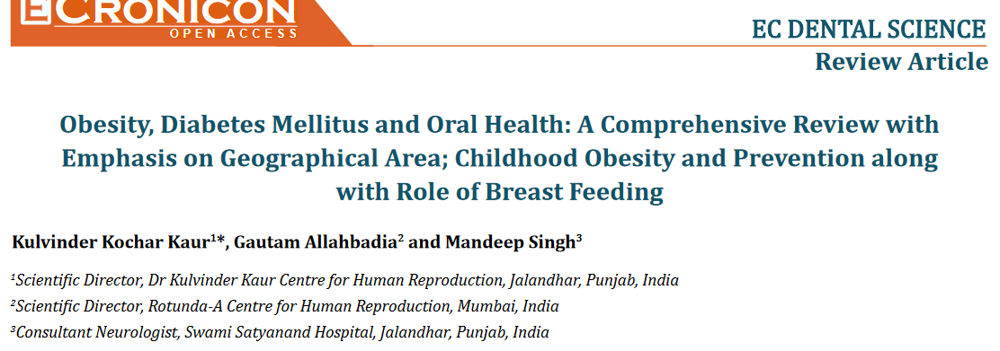 ECRONICON
OPEN ACCESS
EC DENTAL SCIENCE
Review Article
Obesity, Diabetes Mellitus and Oral Health: A Comprehensive Review with
Emphasis on Geographical Area; Childhood Obesity and Prevention along
with Role of Breast Feeding
Kulvinder Kochar Kaur¹*, Gautam Allahbadia² and Mandeep Singh³
¹Scientific Director, Dr Kulvinder Kaur Centre for Human Reproduction, Jalandhar, Punjab, India
²Scientific Director, Rotunda-A Centre for Human Reproduction, Mumbai, India
³Consultant Neurologist, Swami Satyanand Hospital, Jalandhar, Punjab, India